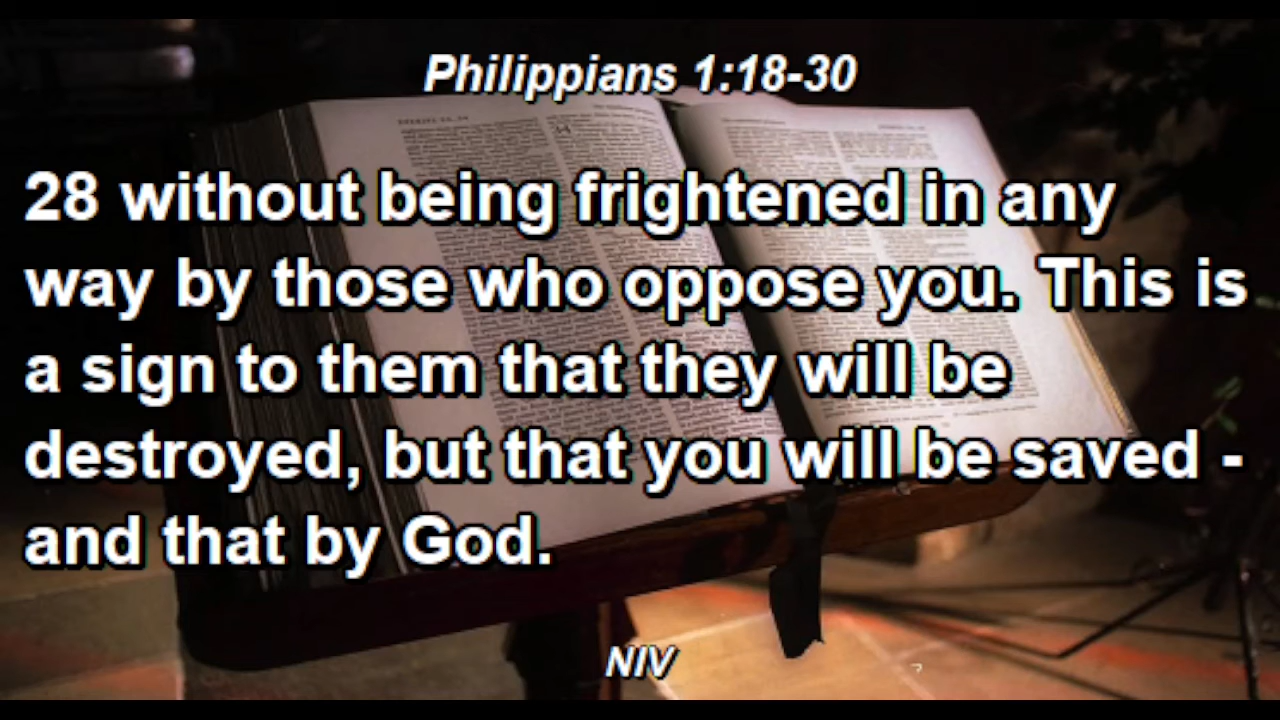 Philippians 1:18-30
28 without being frightened in any
way by those who oppose you. This is
a sign to them that they will be
destroyed, but that you will be saved -
and that by God.
NIV